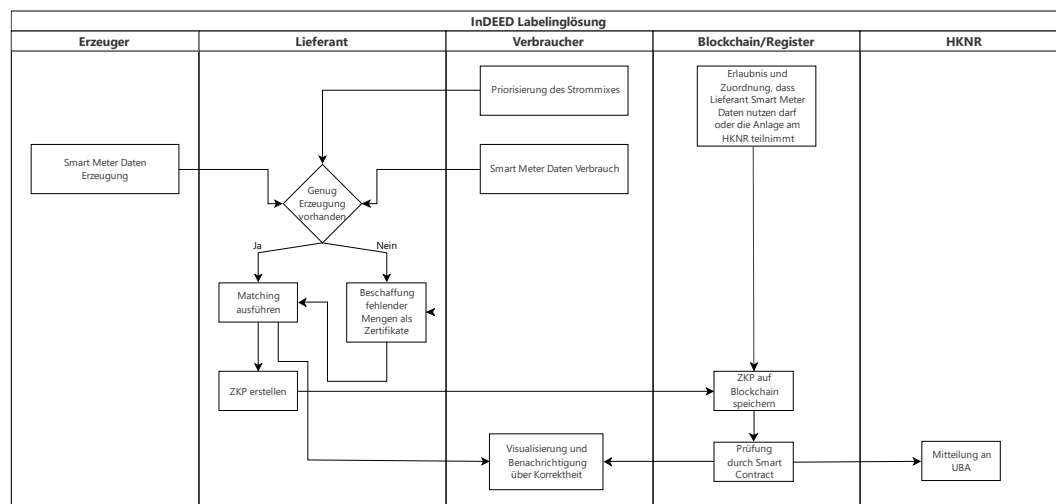 InDEED Labelinglösung
Erzeuger
Lieferant
Verbraucher
Blockchain/Register
HKNR
Priorisierung des Strommixes
Erlaubnis und
Zuordnung, dass
Lieferant Smart Meter
Daten nutzen darf
oder die Anlage am
HKNR teilnimmt
Smart Meter Daten
Erzeugung
Smart Meter Daten Verbrauch
Genug
Erzeugung
vorhanden
Ja
Nein
Matching
ausführen
Beschaffung
fehlender
Mengen als
Zertifikate
ZKP erstellen
ZKP auf
Blockchain
speichern
Visualisierung und
Benachrichtigung
über Korrektheit
Prüfung
durch Smart
Contract
Mitteilung an
UBA